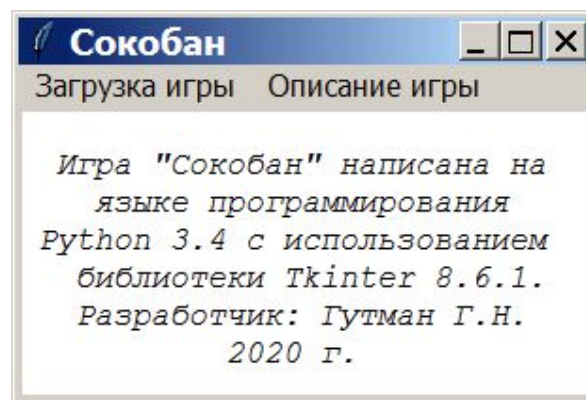 Сокобан
Загрузка игры Описание игры
Игра "Сокобан" написана на
языке программирования
Python 3.4 с использованием
библиотеки Tkinter 8.6.1.
Разработчик: Гутман Г.Н.
2020 г.